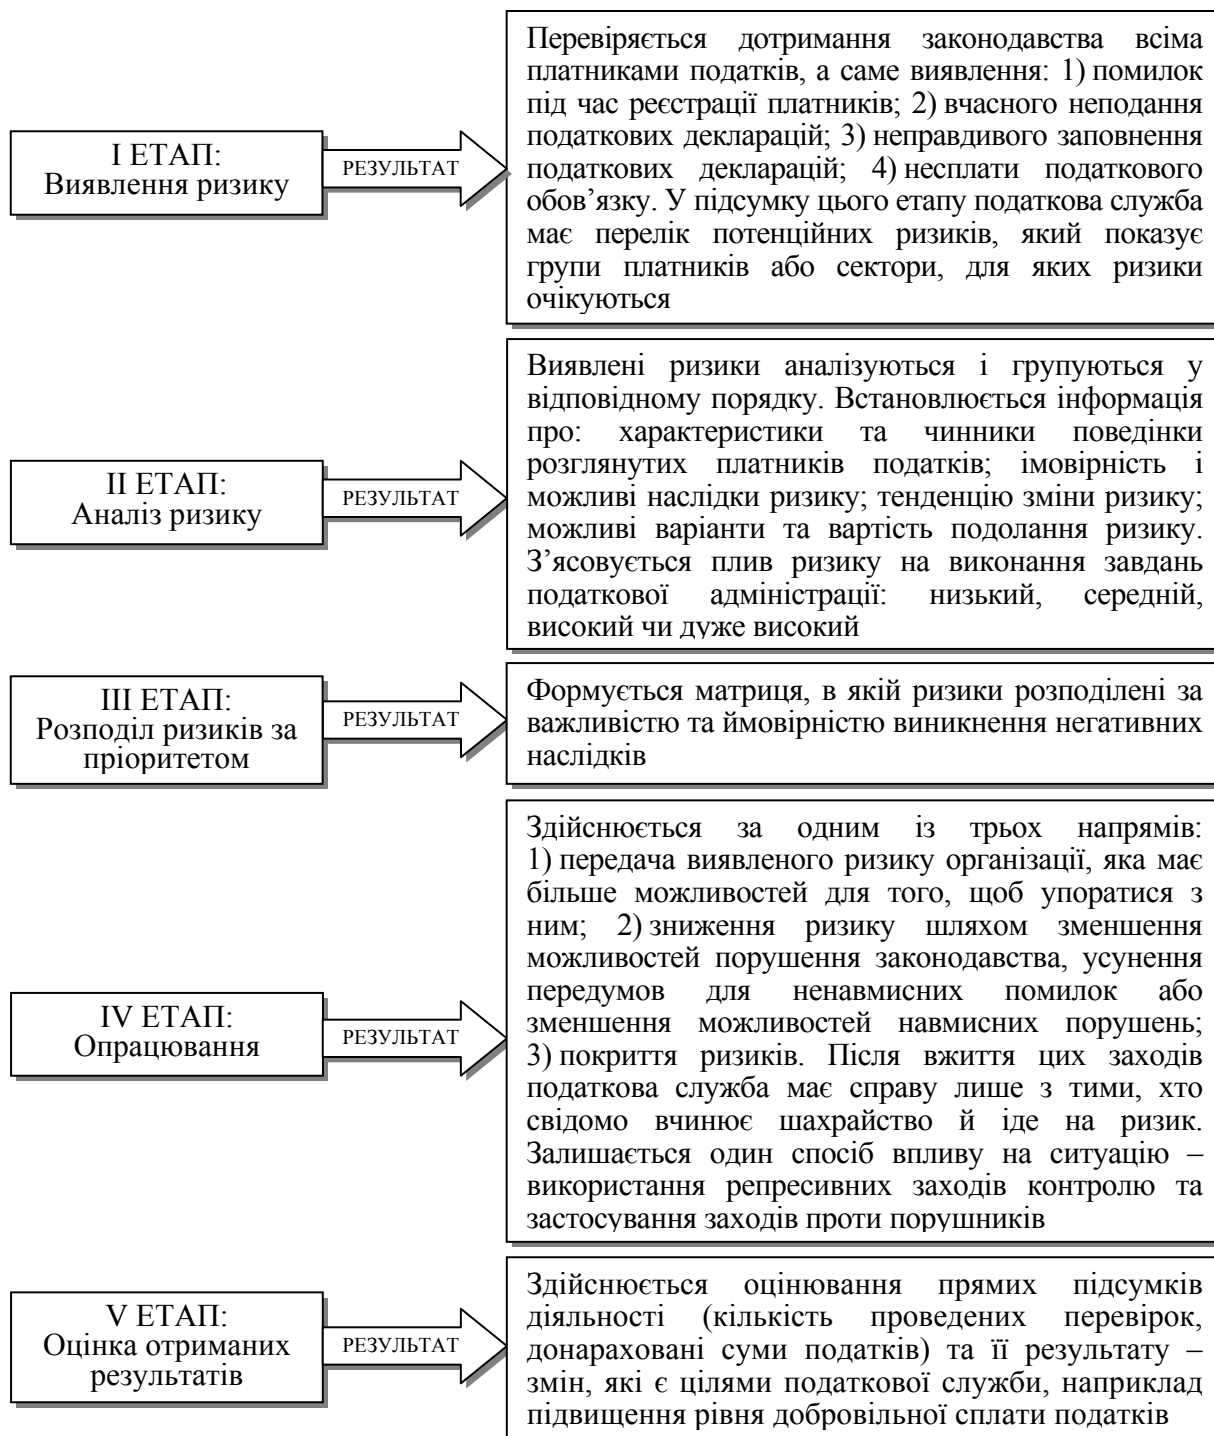 І ЕТАП:
Виявлення ризику
РЕЗУЛЬТАТ
Перевіряється дотримання законодавства всіма
платниками податків, а саме виявлення: 1) помилок
під час реєстрації платників; 2) вчасного неподання
податкових декларацій; 3) неправдивого заповнення
податкових декларацій; 4) несплати податкового
обов’язку. У підсумку цього етапу податкова служба
має перелік потенційних ризиків, який показує
групи платників або сектори, для яких ризики
очікуються
ІІ ЕТАП:
Аналіз ризику
РЕЗУЛЬТАТ
Виявлені ризики аналізуються і групуються у
відповідному порядку. Встановлюється інформація
про: характеристики та чинники поведінки
розглянутих платників податків; імовірність і
можливі наслідки ризику; тенденцію зміни ризику;
можливі варіанти та вартість подолання ризику.
З’ясовується плив ризику на виконання завдань
податкової адміністрації: низький, середній,
високий чи дуже високий
ІІІ ЕТАП:
Розподіл ризиків за
пріоритетом
РЕЗУЛЬТАТ
Формується матриця, в якій ризики розподілені за
важливістю та ймовірністю виникнення негативних
наслідків
IV ЕТАП:
Опрацювання
РЕЗУЛЬТАТ
Здійснюється за одним із трьох напрямів:
1) передача виявленого ризику організації, яка має
більше можливостей для того, щоб упоратися з
ним; 2) зниження ризику шляхом зменшення
можливостей порушення законодавства, усунення
передумов для ненавмисних помилок або
зменшення можливостей навмисних порушень;
3) покриття ризиків. Після вжиття цих заходів
податкова служба має справу лише з тими, хто
свідомо вчинює шахрайство й іде на ризик.
Залишається один спосіб впливу на ситуацію –
використання репресивних заходів контролю та
застосування заходів проти порушників
V ЕТАП:
Оцінка отриманих
результатів
РЕЗУЛЬТАТ
Здійснюється оцінювання прямих підсумків
діяльності (кількість проведених перевірок,
донараховані суми податків) та її результату –
змін, які є цілями податкової служби, наприклад
підвищення рівня добровільної сплати податків